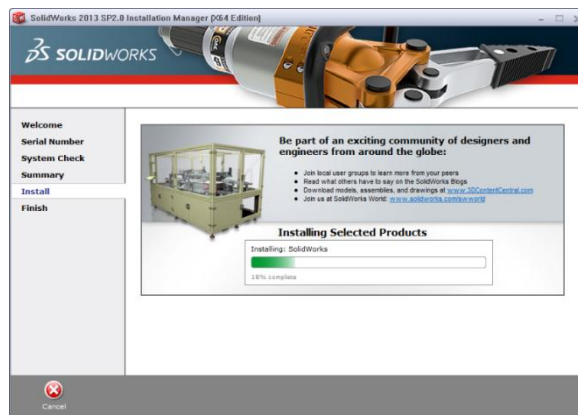 SolidWorks 2013 SP2.0 Installation Manager (X64 Edition)
SOLIDWORKS
Welcome
Serial Number
System Check
Summary
Install
Finish
Be part of an exciting community of designers and
engineers from around the globe:
Join local user groups to learn more from your peers
Read what others have to say on the SolidWorks Blogs
Download models, assemblies, and drawings at www.3DContentCentral.com
Join us at SolidWorks World: www.solidworks.com/swworld
Installing Selected Products
Installing: SolidWorks
18% complete
Cancel